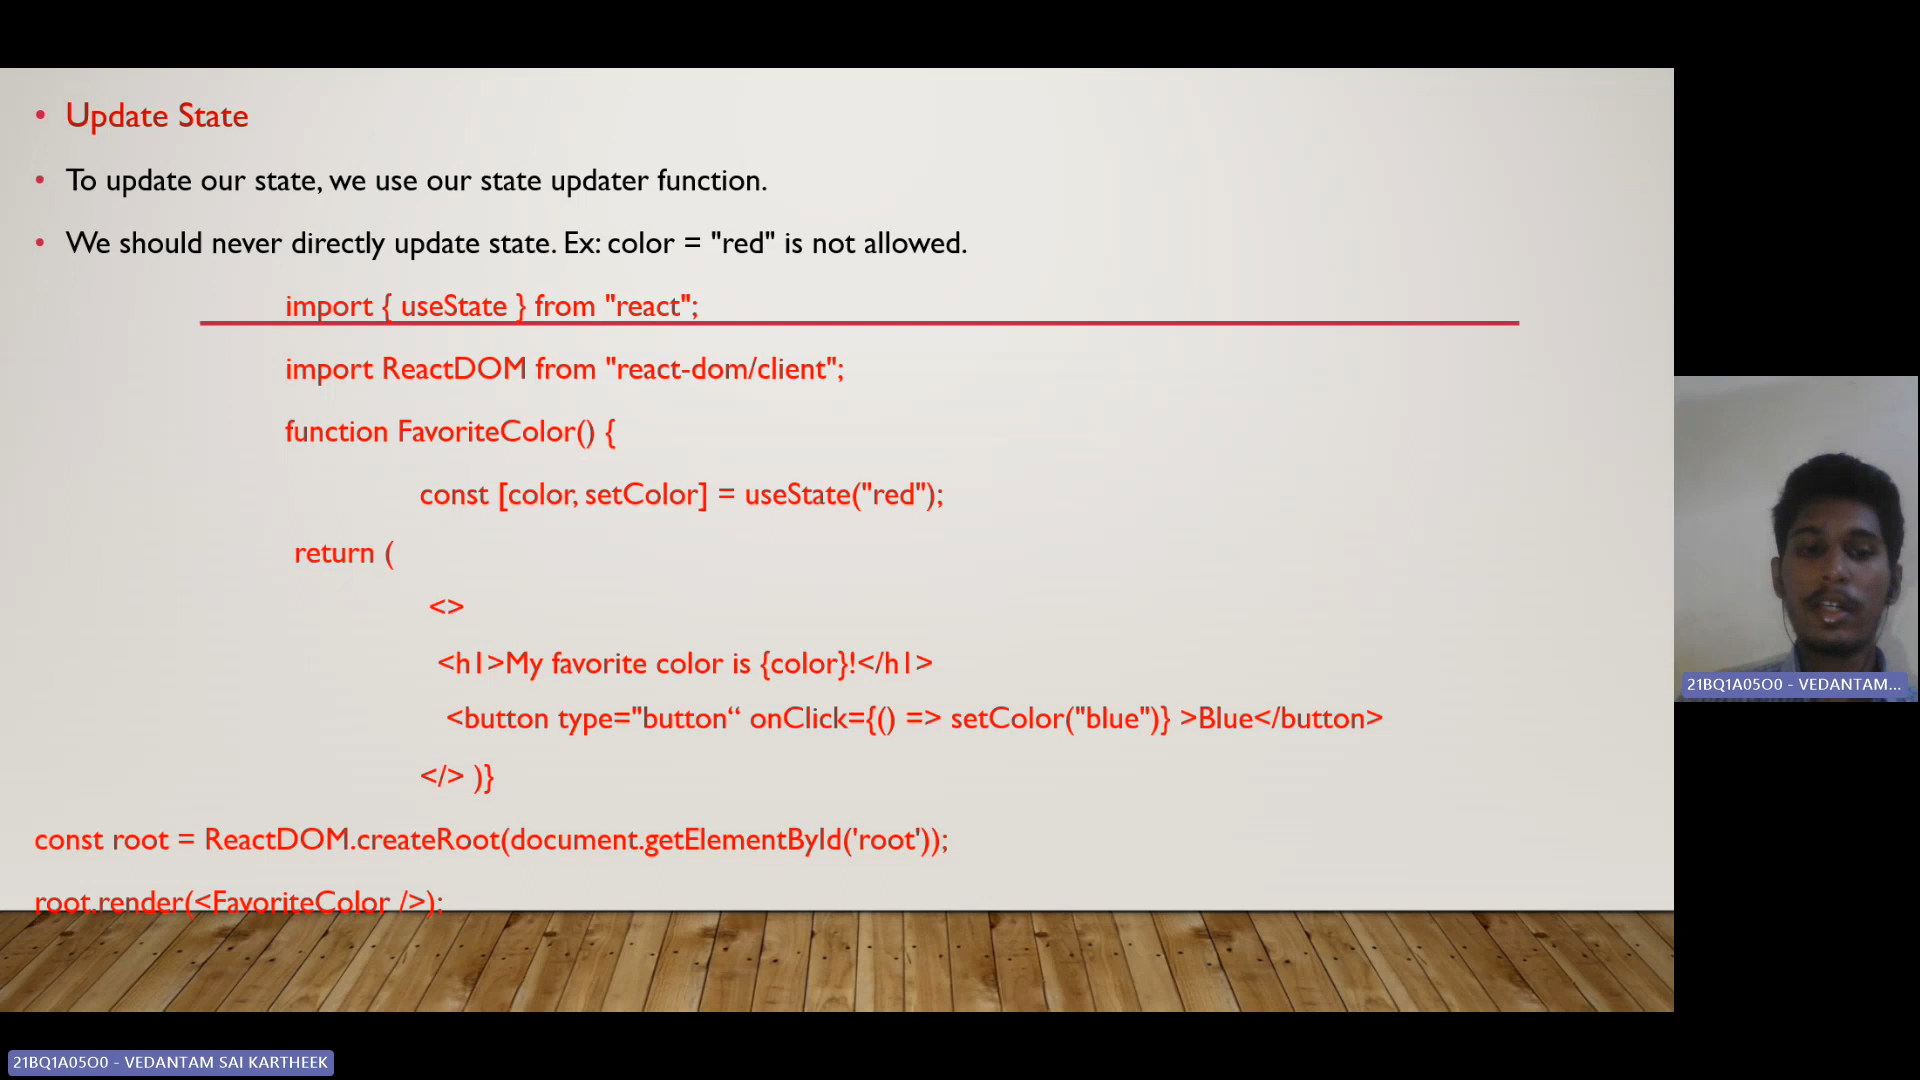 • Update State
• To update our state, we use our state updater function.
• We should never directly update state. Ex: color = "red" is not allowed.
import { useState } from "react";
import ReactDOM from "react-dom/client";
function FavoriteColor() {
const [color, setColor] = useState("red");
return (
<>
<h1>My favorite color is {color}!</h1>
<button type="button“ onClick={() => setColor("blue")} >Blue</button>
</> )}
const root = ReactDOM.createRoot(document.getElementById('root'));
root.render(<FavoriteColor />);
21BQ1A05O0 - VEDANTAM...
21BQ1A05O0 - VEDANTAM SAI KARTHEEK